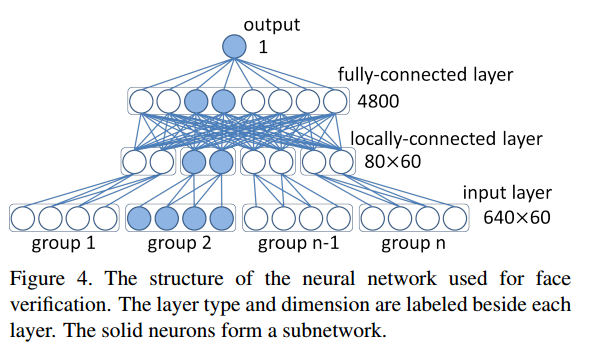 output
1
fully-connected layer
4800
locally-connected layer
80×60
input layer
640×60
group 1 group 2 group n-1 group n
Figure 4. The structure of the neural network used for face
verification. The layer type and dimension are labeled beside each
layer. The solid neurons form a subnetwork.